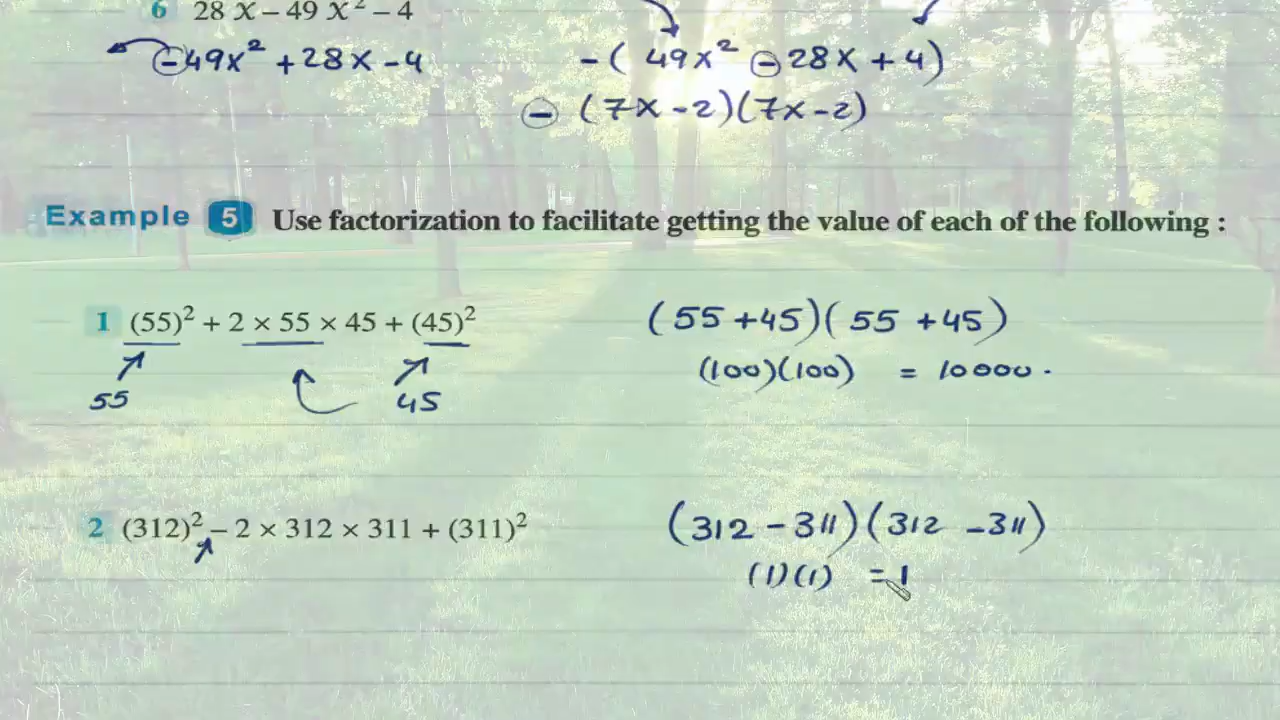 6 28 X – 49 X² – 4
−49x² + 28x − 4
−( 49x² − 28x + 4)
− (7x − 2)(7x − 2)
Example 5 Use factorization to facilitate getting the value of each of the following :
1 (55)² + 2 × 55 × 45 + (45)²
(55 + 45)(55 + 45)
(100)(100) = 10000.
55
45
2 (312)² – 2 × 312 × 311 + (311)²
(312 − 311)(312 − 311)
(1)(1) = 1